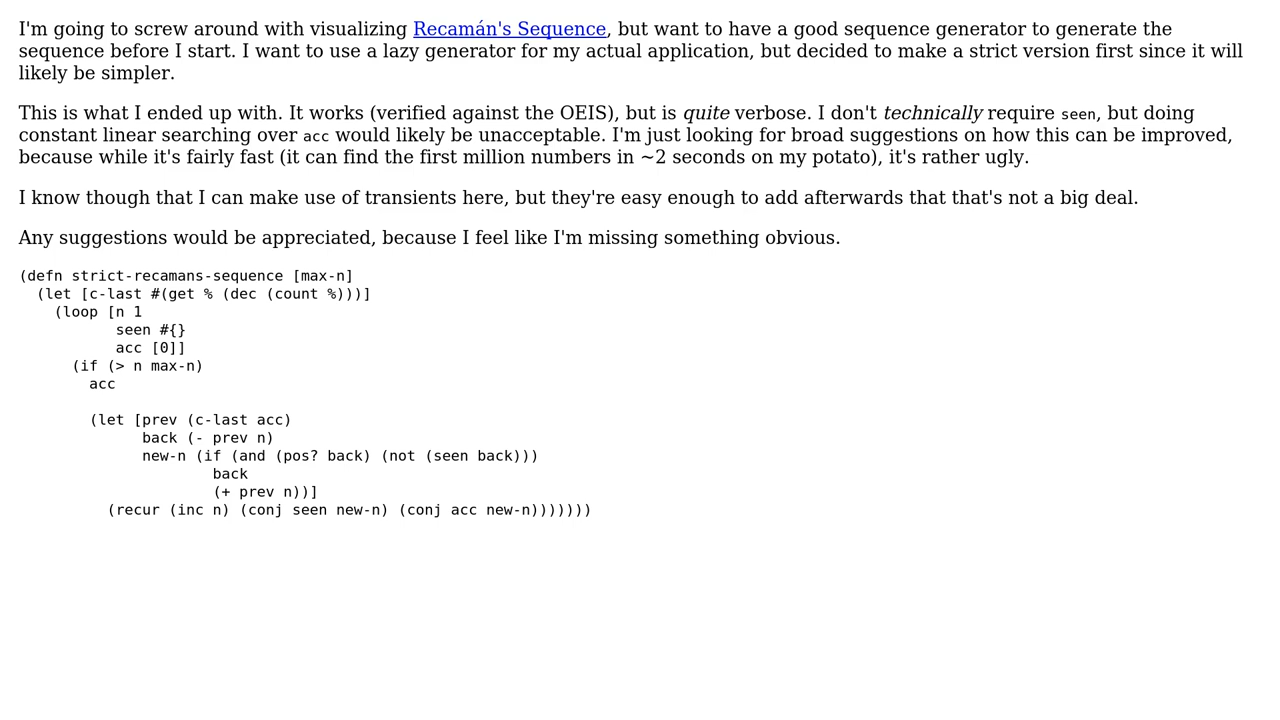 I'm going to screw around with visualizing Recamán's Sequence, but want to have a good sequence generator to generate the
sequence before I start. I want to use a lazy generator for my actual application, but decided to make a strict version first since it will
likely be simpler.
This is what I ended up with. It works (verified against the OEIS), but is quite verbose. I don't technically require seen, but doing
constant linear searching over acc would likely be unacceptable. I'm just looking for broad suggestions on how this can be improved,
because while it's fairly fast (it can find the first million numbers in ~2 seconds on my potato), it's rather ugly.
I know though that I can make use of transients here, but they're easy enough to add afterwards that that's not a big deal.
Any suggestions would be appreciated, because I feel like I'm missing something obvious.
(defn strict-recamans-sequence [max-n]
  (let [c-last #(get % (dec (count %)))]
    (loop [n 1
           seen #{}
           acc [0]]
      (if (> n max-n)
        acc
        (let [prev (c-last acc)
              back (- prev n)
              new-n (if (and (pos? back) (not (seen back)))
                      back
                      (+ prev n))]
          (recur (inc n) (conj seen new-n) (conj acc new-n)))))))